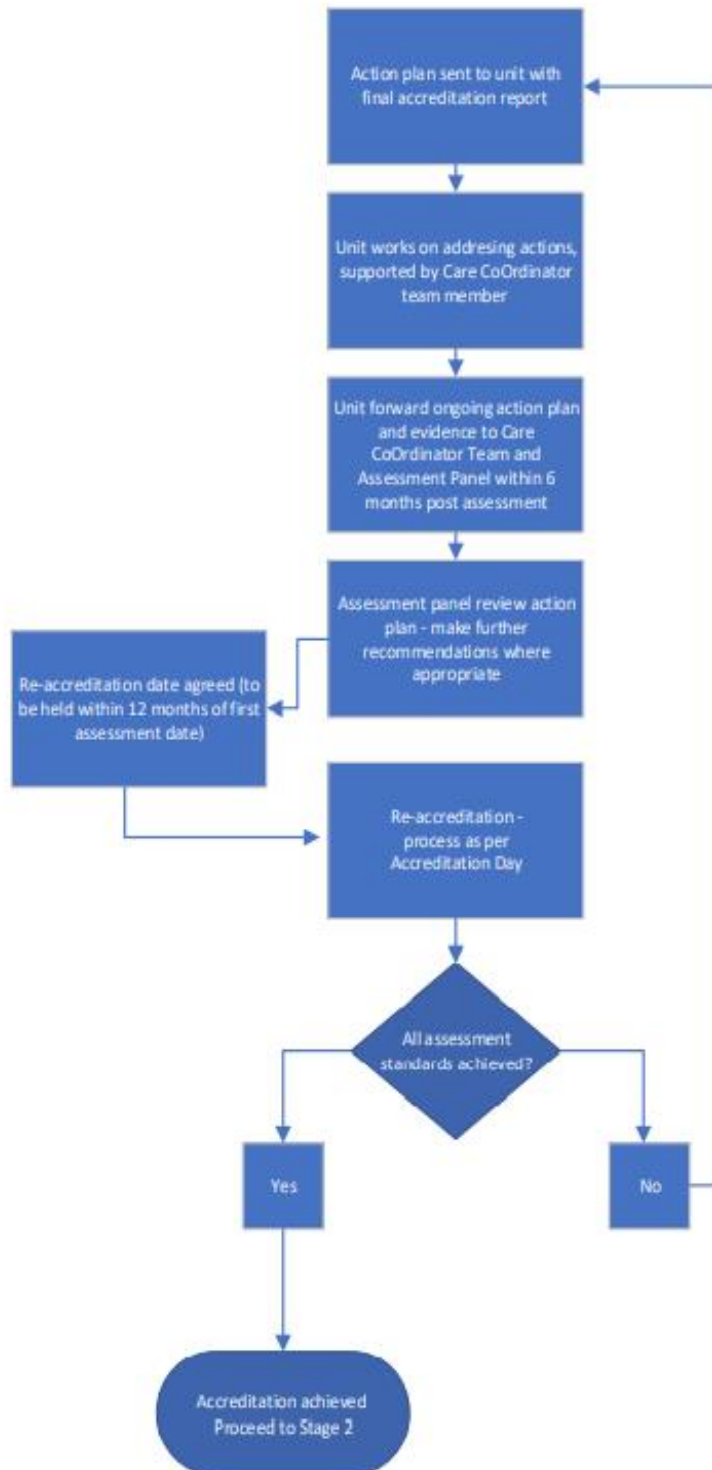 Action plan sent to unit with
final accreditation report
Unit works on addresing actions,
supported by Care CoOrdinator
team member
Unit forward ongoing action plan
and evidence to Care
CoOrdinator Team and
Assessment Panel within 6
months post assessment
Assessment panel review action
plan - make further
recommendations where
appropriate
Re-accreditation date agreed (to
be held within 12 months of first
assessment date)
Re-accreditation -
process as per
Accreditation Day
All assessment
standards achieved?
Yes
No
Accreditation achieved
Proceed to Stage 2